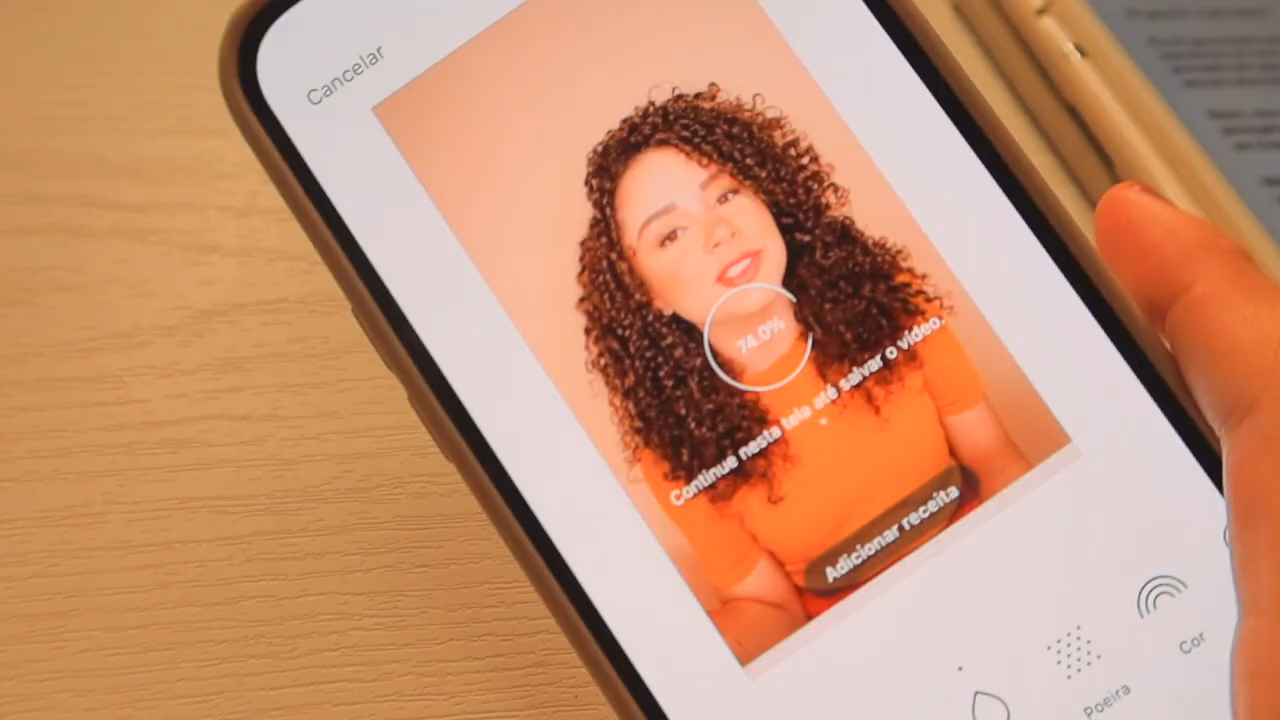 Cancelar
74.0%
Continue nesta tela até salvar o vídeo.
Adicionar receita
Cor
Poeira